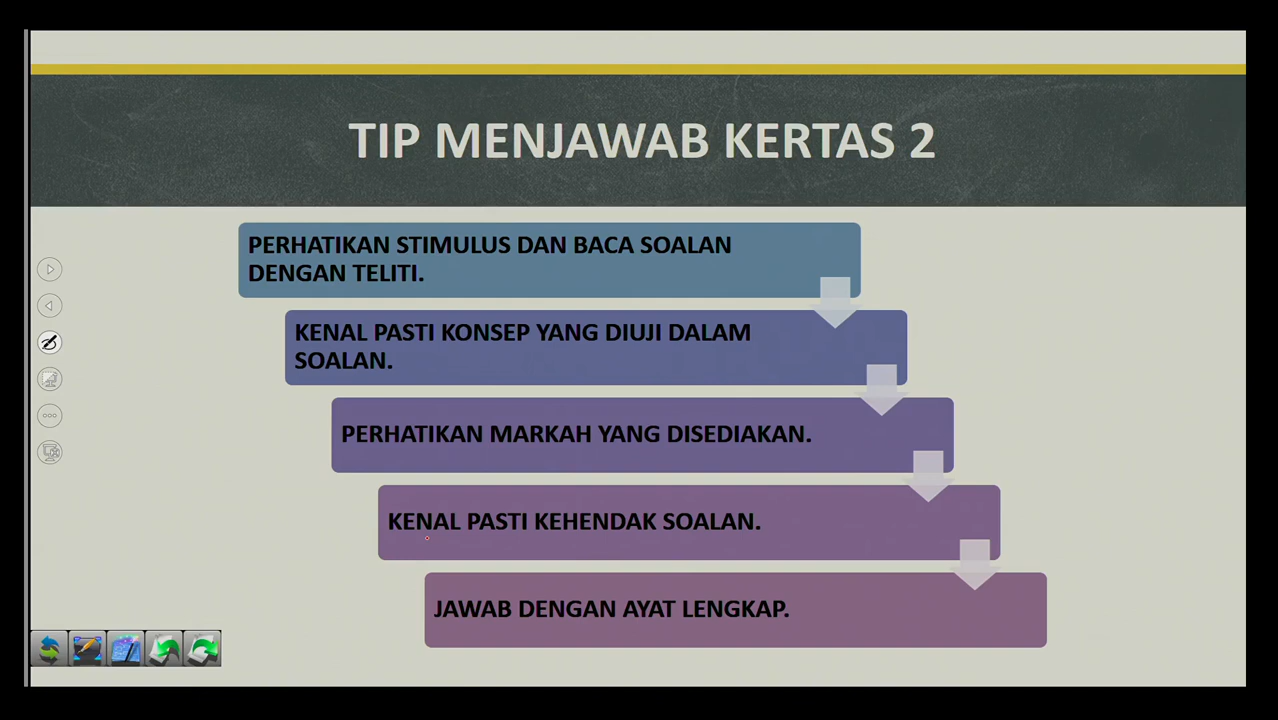 TIP MENJAWAB KERTAS 2
PERHATIKAN STIMULUS DAN BACA SOALAN
DENGAN TELITI.
KENAL PASTI KONSEP YANG DIUJI DALAM
SOALAN.
PERHATIKAN MARKAH YANG DISEDIAKAN.
KENAL PASTI KEHENDAK SOALAN.
JAWAB DENGAN AYAT LENGKAP.